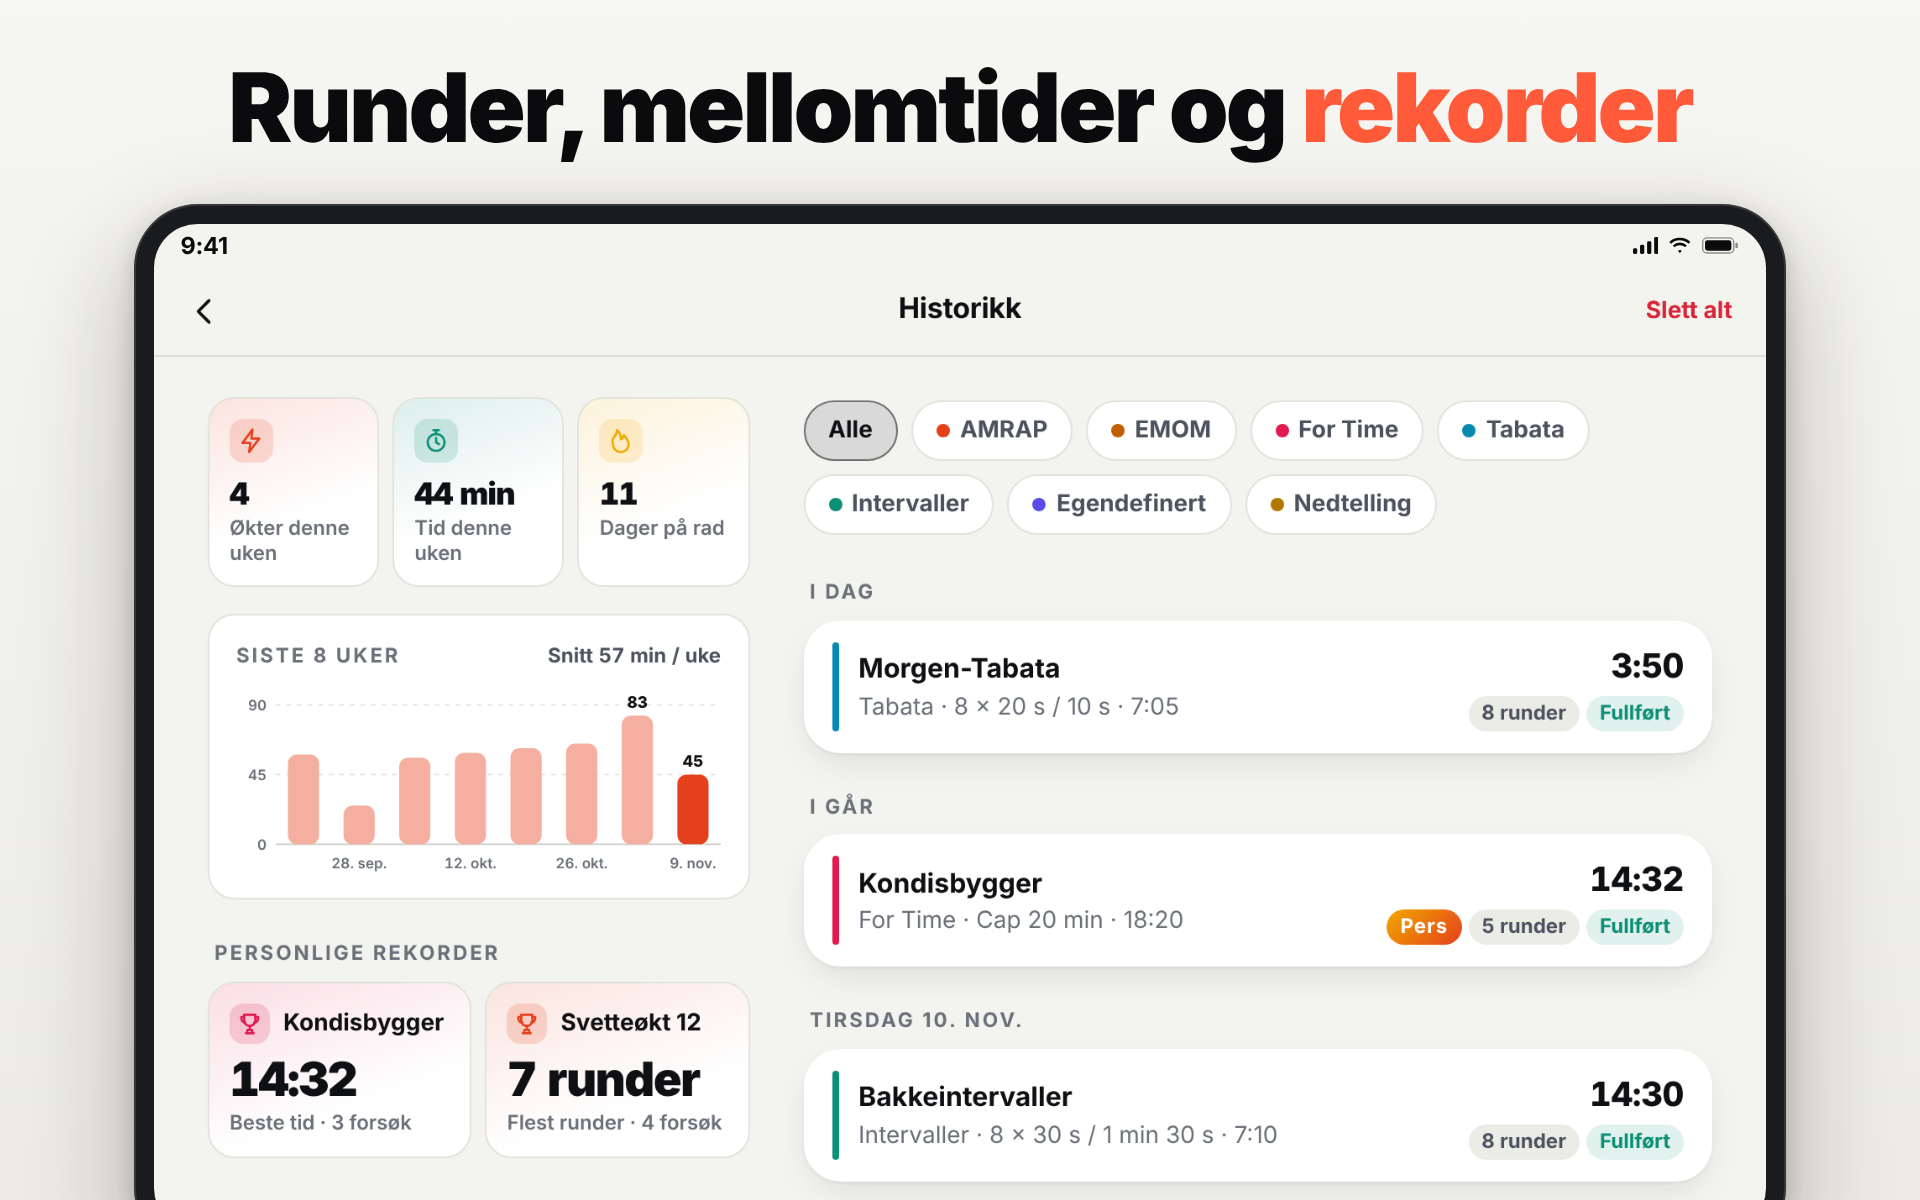 Runder, mellomtider og rekorder
9:41
Historikk
Slett alt
4
Økter denne
uken
44 min
Tid denne
uken
11
Dager på rad
SISTE 8 UKER
Snitt 57 min / uke
90
45
0
83
45
28. sep.
12. okt.
26. okt.
9. nov.
PERSONLIGE REKORDER
Kondisbygger
14:32
Beste tid · 3 forsøk
Svetteøkt 12
7 runder
Flest runder · 4 forsøk
Alle
AMRAP
EMOM
For Time
Tabata
Intervaller
Egendefinert
Nedtelling
I DAG
Morgen-Tabata
3:50
Tabata · 8 × 20 s / 10 s · 7:05
8 runder
Fullført
I GÅR
Kondisbygger
14:32
For Time · Cap 20 min · 18:20
Pers
5 runder
Fullført
TIRSDAG 10. NOV.
Bakkeintervaller
14:30
Intervaller · 8 × 30 s / 1 min 30 s · 7:10
8 runder
Fullført